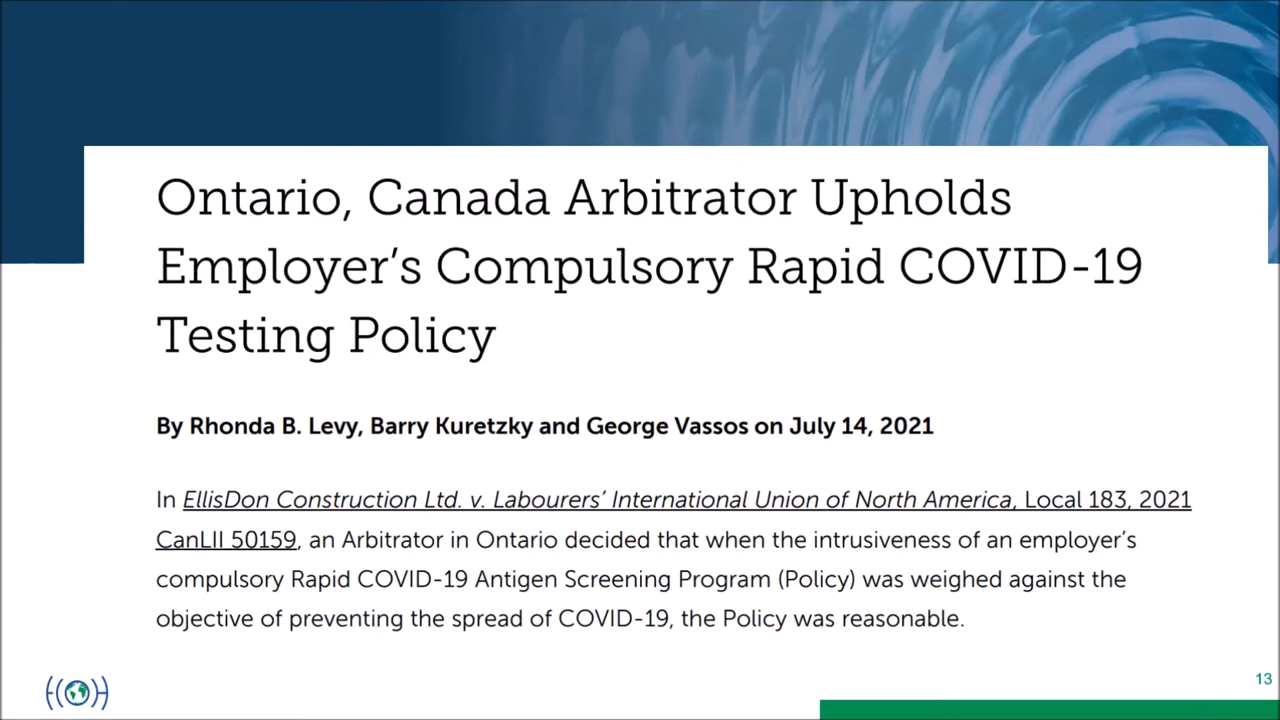 Ontario, Canada Arbitrator Upholds
Employer’s Compulsory Rapid COVID-19
Testing Policy
By Rhonda B. Levy, Barry Kuretzky and George Vassos on July 14, 2021
In EllisDon Construction Ltd. v. Labourers’ International Union of North America, Local 183, 2021
CanLII 50159, an Arbitrator in Ontario decided that when the intrusiveness of an employer’s
compulsory Rapid COVID-19 Antigen Screening Program (Policy) was weighed against the
objective of preventing the spread of COVID-19, the Policy was reasonable.
13